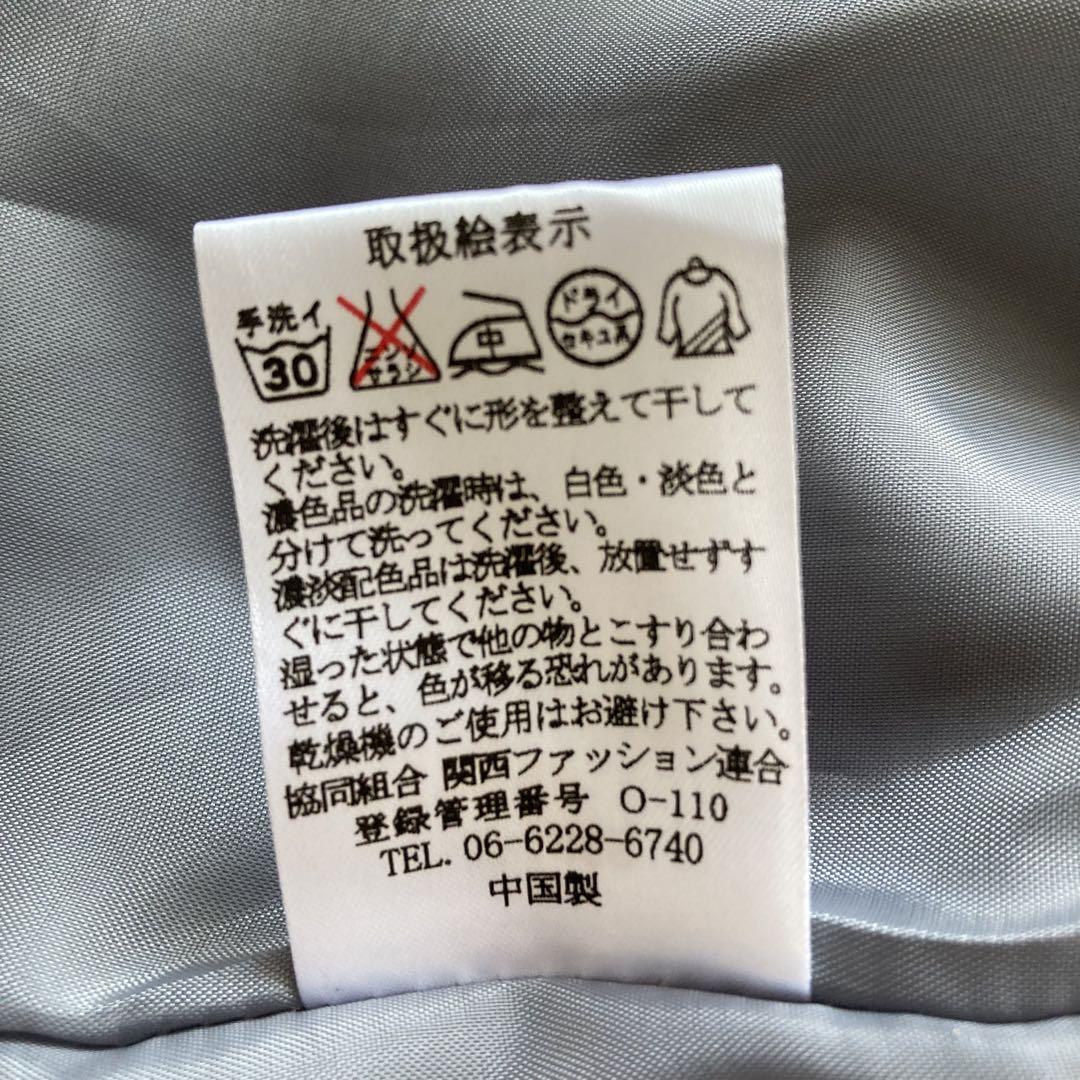 取扱絵表示
手洗イ
30
エンソ
サラシ
中
ドライ
セキユ系
洗濯後はすぐに形を整えて干して
ください。
濃色品の洗濯時は、白色・淡色と
分けて洗ってください。
濃淡配色品は洗濯後、放置せずす
ぐに干してください。
湿った状態で他の物とこすり合わ
せると、色が移る恐れがあります。
乾燥機のご使用はお避け下さい。
協同組合 関西ファッション連合
登録管理番号 O-110
TEL. 06-6228-6740
中国製